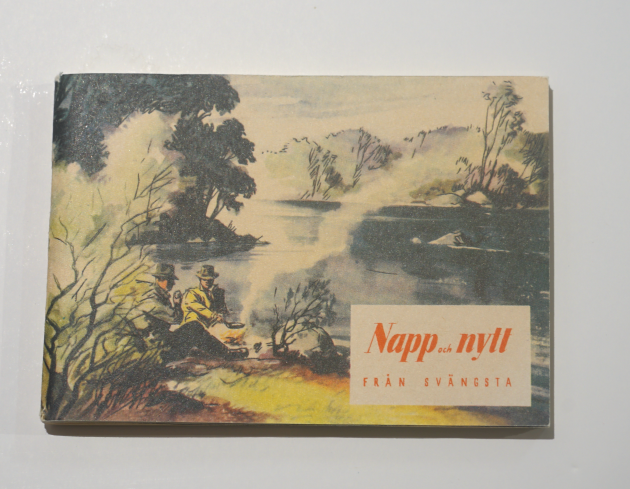 Napp och nytt
FRÅN SVÄNGSTA